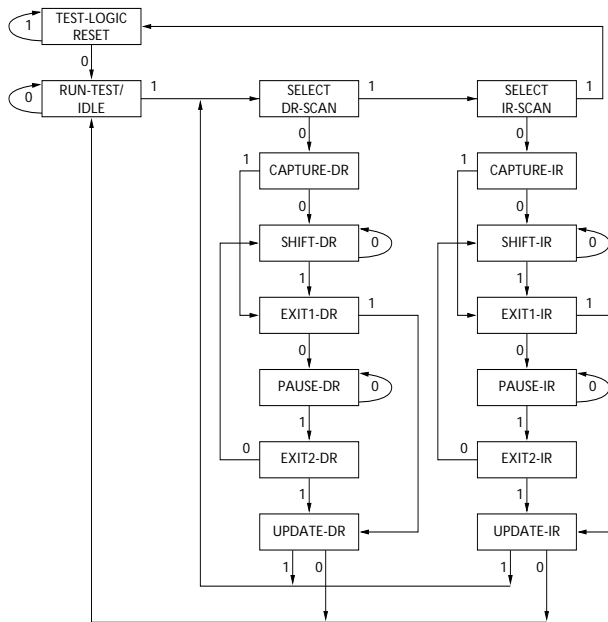 TEST-LOGIC
RESET
1
0
RUN-TEST/
IDLE
0
1
SELECT
DR-SCAN
1
SELECT
IR-SCAN
1
0
0
1
CAPTURE-DR
1
CAPTURE-IR
0
0
SHIFT-DR
0
SHIFT-IR
0
1
1
EXIT1-DR
1
EXIT1-IR
1
0
0
PAUSE-DR
0
PAUSE-IR
0
1
1
0
EXIT2-DR
0
EXIT2-IR
1
1
UPDATE-DR
UPDATE-IR
1
0
1
0